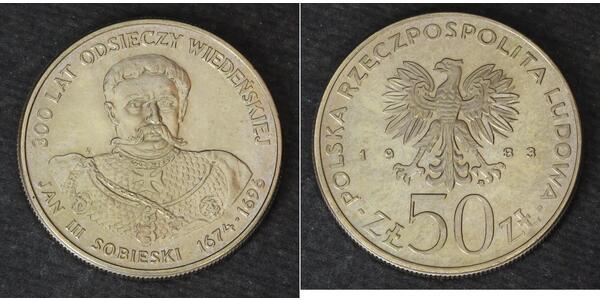 300 LAT ODSIECZY WIEDEŃSKIEJ
JAN III SOBIESKI 1674-1696
POLSKA RZECZPOSPOLITA LUDOWA
1983
ZŁ 50 ZŁ